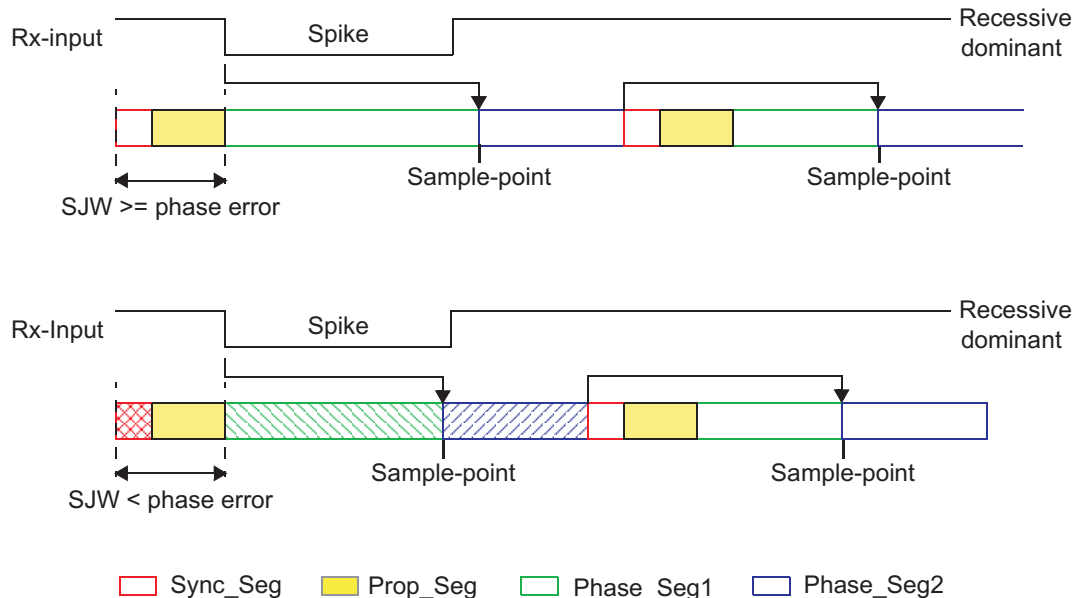 Rx-input
Spike
Recessive
dominant
Sample-point
Sample-point
SJW >= phase error
Rx-Input
Spike
Recessive
dominant
Sample-point
Sample-point
SJW < phase error
Sync_Seg
Prop_Seg
Phase_Seg1
Phase_Seg2